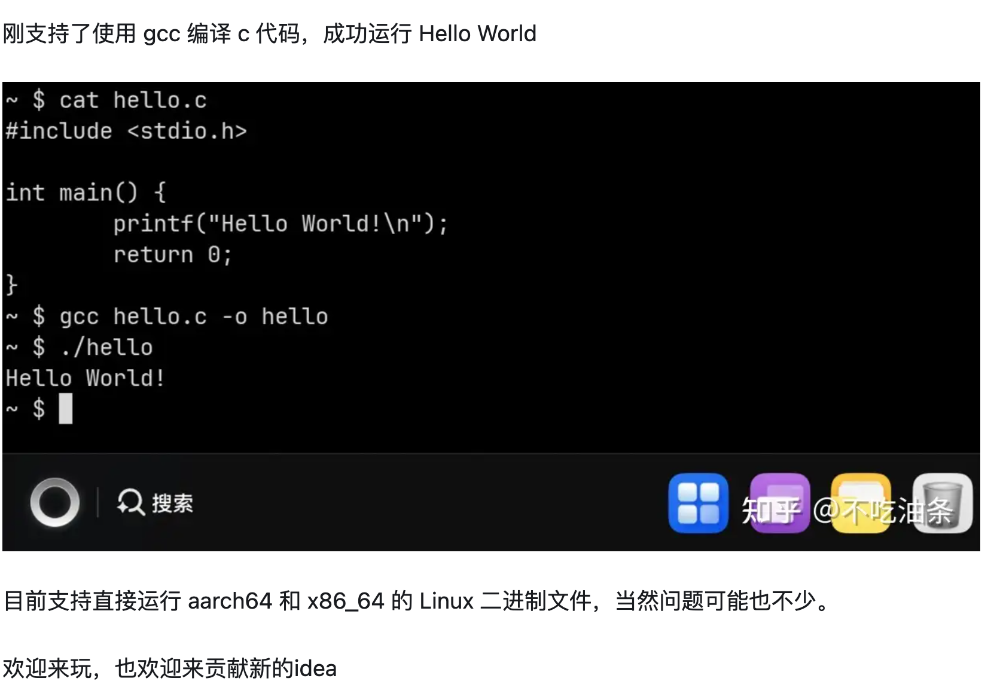 刚支持了使用 gcc 编译 c 代码，成功运行 Hello World
~ $ cat hello.c
#include <stdio.h>
int main() {
        printf("Hello World!\n");
        return 0;
}
~ $ gcc hello.c -o hello
~ $ ./hello
Hello World!
~ $
搜索
知乎 @不吃油条
目前支持直接运行 aarch64 和 x86_64 的 Linux 二进制文件，当然问题可能也不少。
欢迎来玩，也欢迎来贡献新的idea